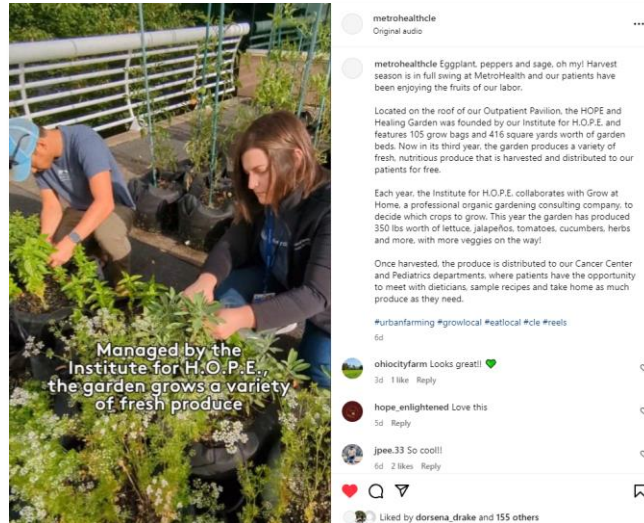 Managed by the
Institute for H.O.P.E.,
the garden grows a variety
of fresh produce
metrohealthcle
Original audio
metrohealthcle Eggplant, peppers and sage, oh my! Harvest
season is in full swing at MetroHealth and our patients have
been enjoying the fruits of our labor.
Located on the roof of our Outpatient Pavilion, the HOPE and
Healing Garden was founded by our Institute for H.O.P.E. and
features 105 grow bags and 416 square yards worth of garden
beds. Now in its third year, the garden produces a variety of
fresh, nutritious produce that is harvested and distributed to our
patients for free.
Each year, the Institute for H.O.P.E. collaborates with Grow at
Home, a professional organic gardening consulting company, to
decide which crops to grow. This year the garden has produced
350 lbs worth of lettuce, jalapeños, tomatoes, cucumbers, herbs
and more, with more veggies on the way!
Once harvested, the produce is distributed to our Cancer Center
and Pediatrics departments, where patients have the opportunity
to meet with dieticians, sample recipes and take home as much
produce as they need.
#urbanfarming #growlocal #eatlocal #cle #reels
6d
ohiocityfarm Looks great!! 💚
3d 1 like Reply
hope_enlightened Love this
5d Reply
jpee.33 So cool!!
6d 2 likes Reply
Liked by dorsena_drake and 155 others